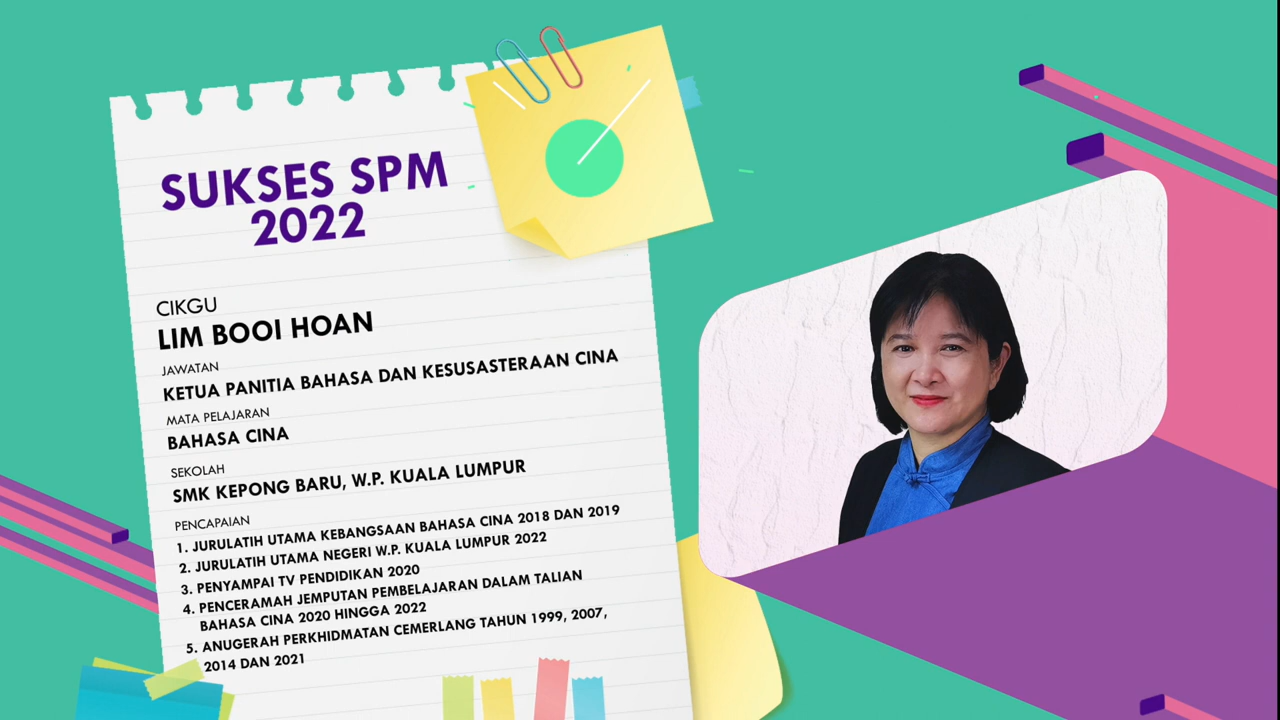 SUKSES SPM
2022
CIKGU
LIM BOOI HOAN
JAWATAN
KETUA PANITIA BAHASA DAN KESUSASTERAAN CINA
MATA PELAJARAN
BAHASA CINA
SEKOLAH
SMK KEPONG BARU, W.P. KUALA LUMPUR
PENCAPAIAN
1. JURULATIH UTAMA KEBANGSAAN BAHASA CINA 2018 DAN 2019
2. JURULATIH UTAMA NEGERI W.P. KUALA LUMPUR 2022
3. PENYAMPAI TV PENDIDIKAN 2020
4. PENCERAMAH JEMPUTAN PEMBELAJARAN DALAM TALIAN
BAHASA CINA 2020 HINGGA 2022
5. ANUGERAH PERKHIDMATAN CEMERLANG TAHUN 1999, 2007,
2014 DAN 2021